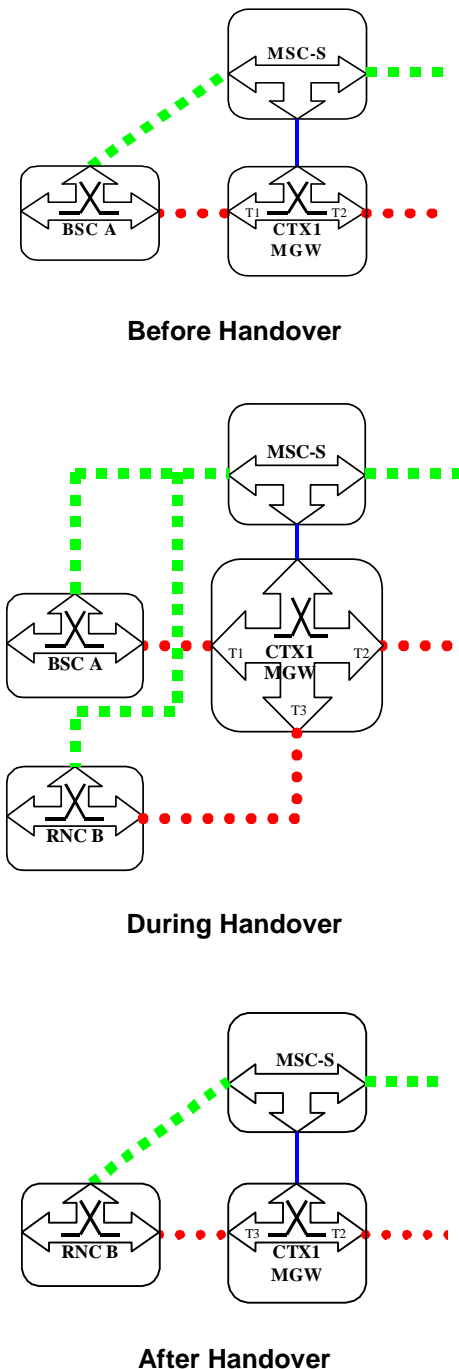 MSC-S
T1
T2
BSC A
CTX1
MGW
Before Handover
MSC-S
BSC A
T1
CTX1
T2
MGW
T3
RNC B
During Handover
MSC-S
T3
T2
RNC B
CTX1
MGW
After Handover